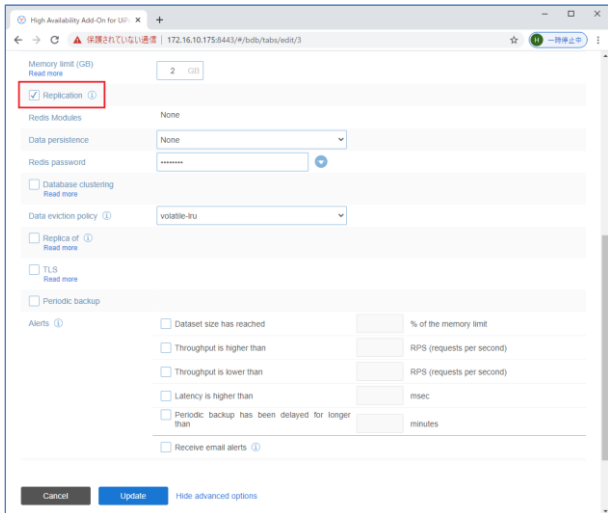 High Availability Add-On for UiPa
保護されていない通信 | 172.16.10.175:8443/#/bdb/tabs/edit/3
H 一時停止中
Memory limit (GB)
Read more
2 GB
Replication
Redis Modules None
Data persistence None
Redis password ••••••••
Database clustering
Read more
Data eviction policy volatile-lru
Replica of
Read more
TLS
Read more
Periodic backup
Alerts Dataset size has reached % of the memory limit
Throughput is higher than RPS (requests per second)
Throughput is lower than RPS (requests per second)
Latency is higher than msec
Periodic backup has been delayed for longer
than minutes
Receive email alerts
Cancel Update Hide advanced options